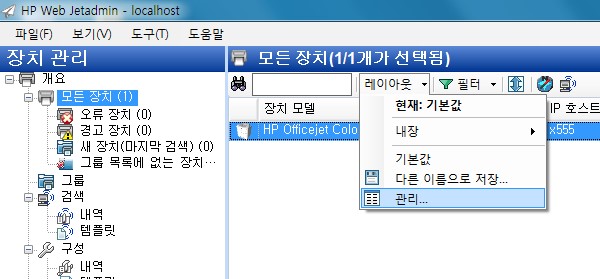 HP Web Jetadmin - localhost
파일(F) 보기(V) 도구(T) 도움말
장치 관리
모든 장치(1/1개가 선택됨)
개요
모든 장치 (1)
오류 장치 (0)
경고 장치 (0)
새 장치(마지막 검색) (0)
그룹 목록에 없는 장치…
그룹
검색
내역
템플릿
구성
내역
템플릿
레이아웃 필터
장치 모델 IP 호스트
HP Officejet Colo x555
현재: 기본값
내장
기본값
다른 이름으로 저장...
관리...